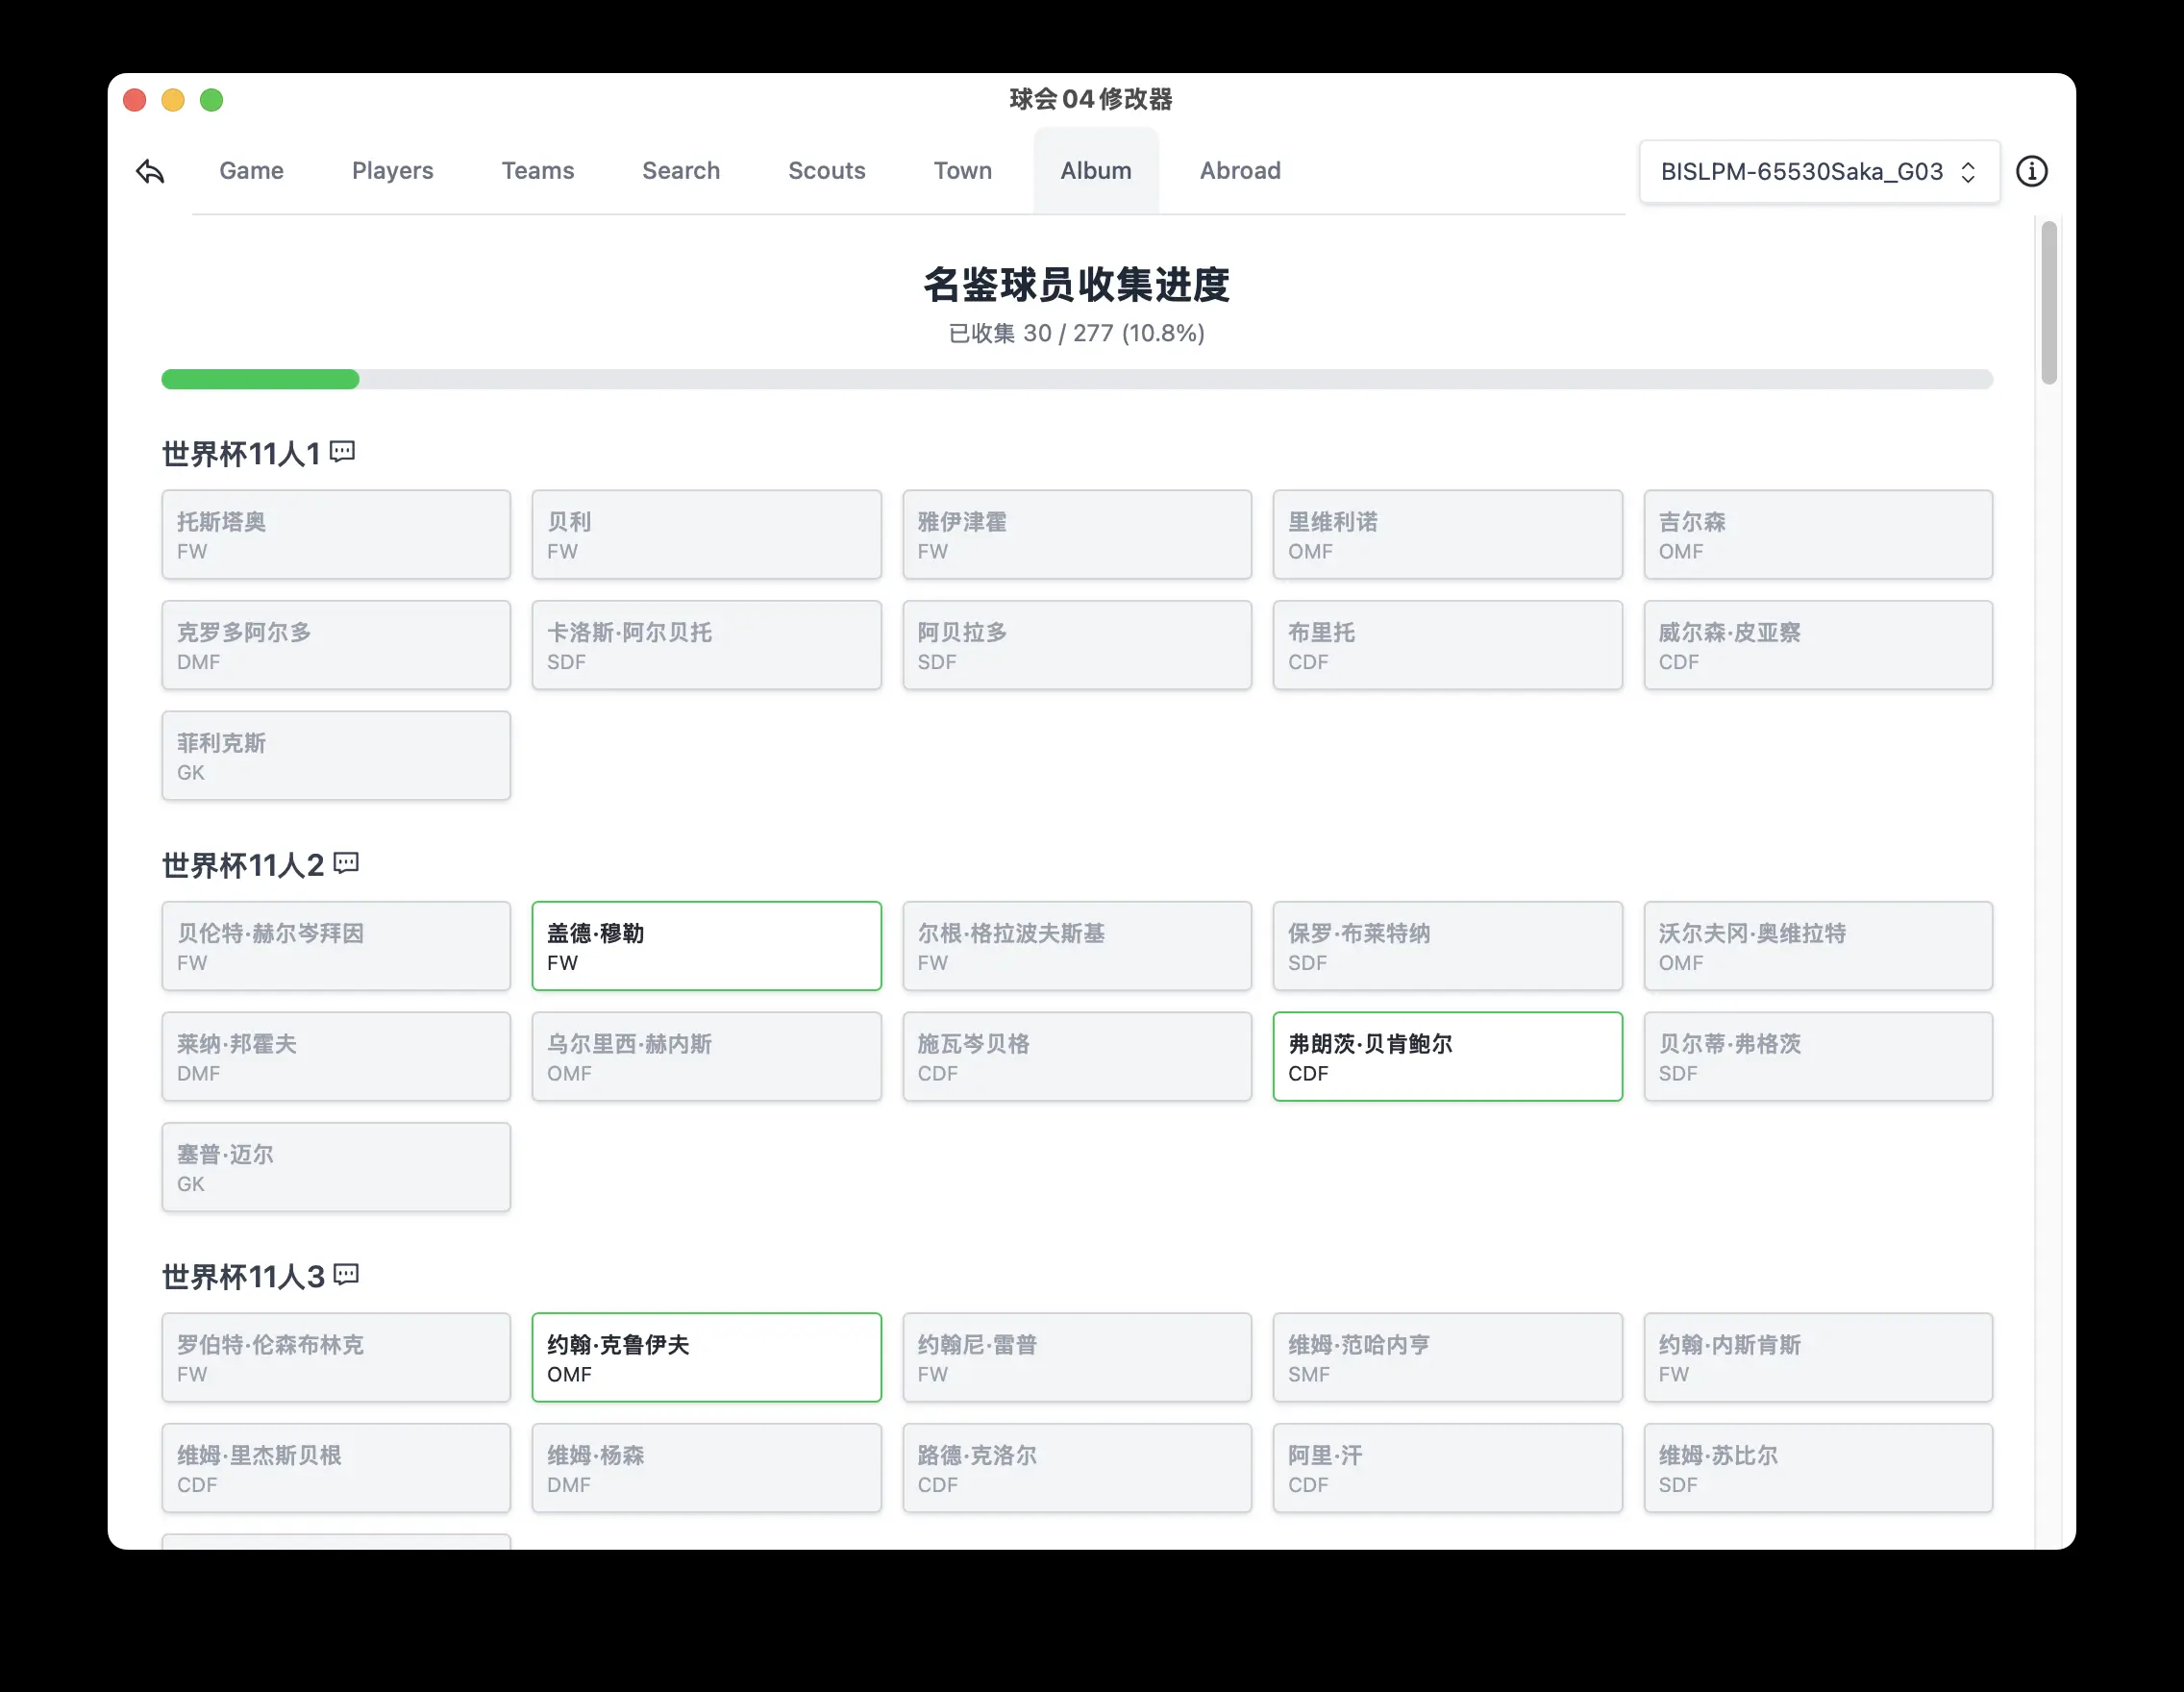 球会04修改器
Game Players Teams Search Scouts Town Album Abroad BISLPM-65530Saka_G03
名鉴球员收集进度
已收集 30 / 277 (10.8%)
世界杯11人1
托斯塔奥 贝利 雅伊津霍 里维利诺 吉尔森
FW FW FW OMF OMF
克罗多阿尔多 卡洛斯·阿尔贝托 阿贝拉多 布里托 威尔森·皮亚察
DMF SDF SDF CDF CDF
菲利克斯
GK
世界杯11人2
贝伦特·赫尔岑拜因 盖德·穆勒 尔根·格拉波夫斯基 保罗·布莱特纳 沃尔夫冈·奥维拉特
FW FW FW SDF OMF
莱纳·邦霍夫 乌尔里西·赫内斯 施瓦岑贝格 弗朗茨·贝肯鲍尔 贝尔蒂·弗格茨
DMF OMF CDF CDF SDF
塞普·迈尔
GK
世界杯11人3
罗伯特·伦森布林克 约翰·克鲁伊夫 约翰尼·雷普 维姆·范哈内亨 约翰·内斯肯斯
FW OMF FW SMF FW
维姆·里杰斯贝根 维姆·杨森 路德·克洛尔 阿里·汗 维姆·苏比尔
CDF DMF CDF CDF SDF